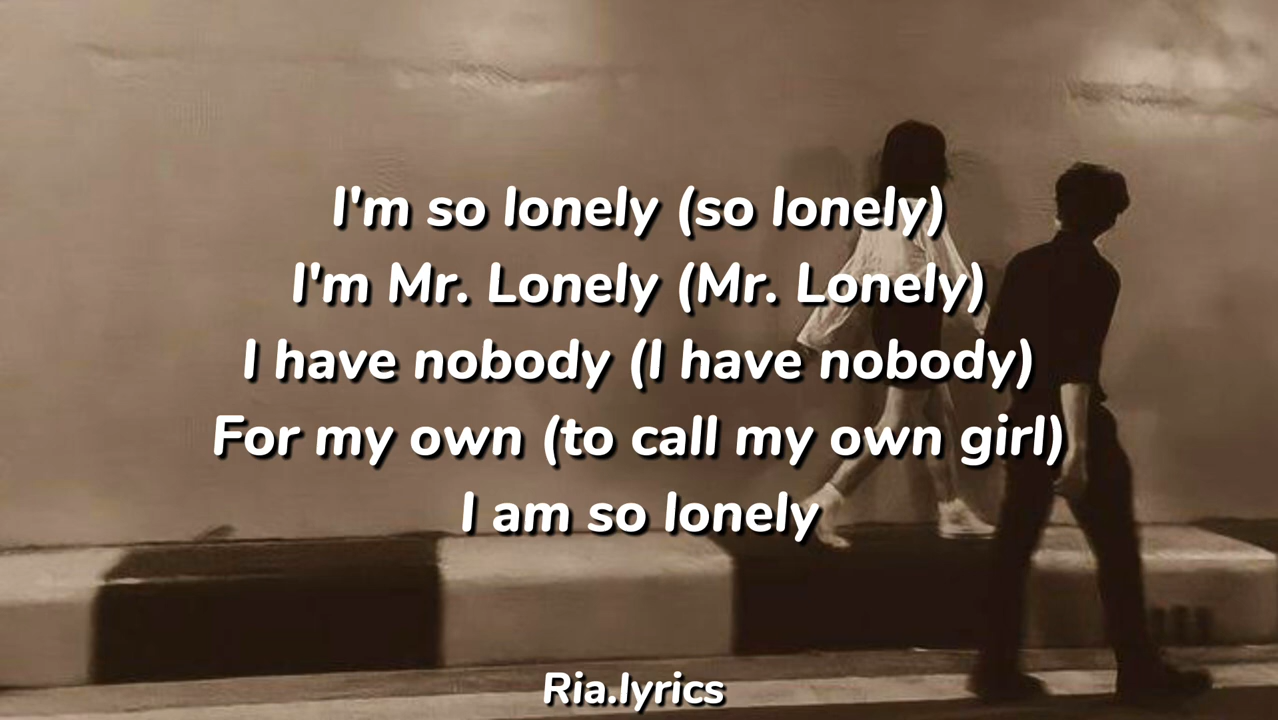 I'm so lonely (so lonely)
I'm Mr. Lonely (Mr. Lonely)
I have nobody (I have nobody)
For my own (to call my own girl)
I am so lonely
Ria.lyrics